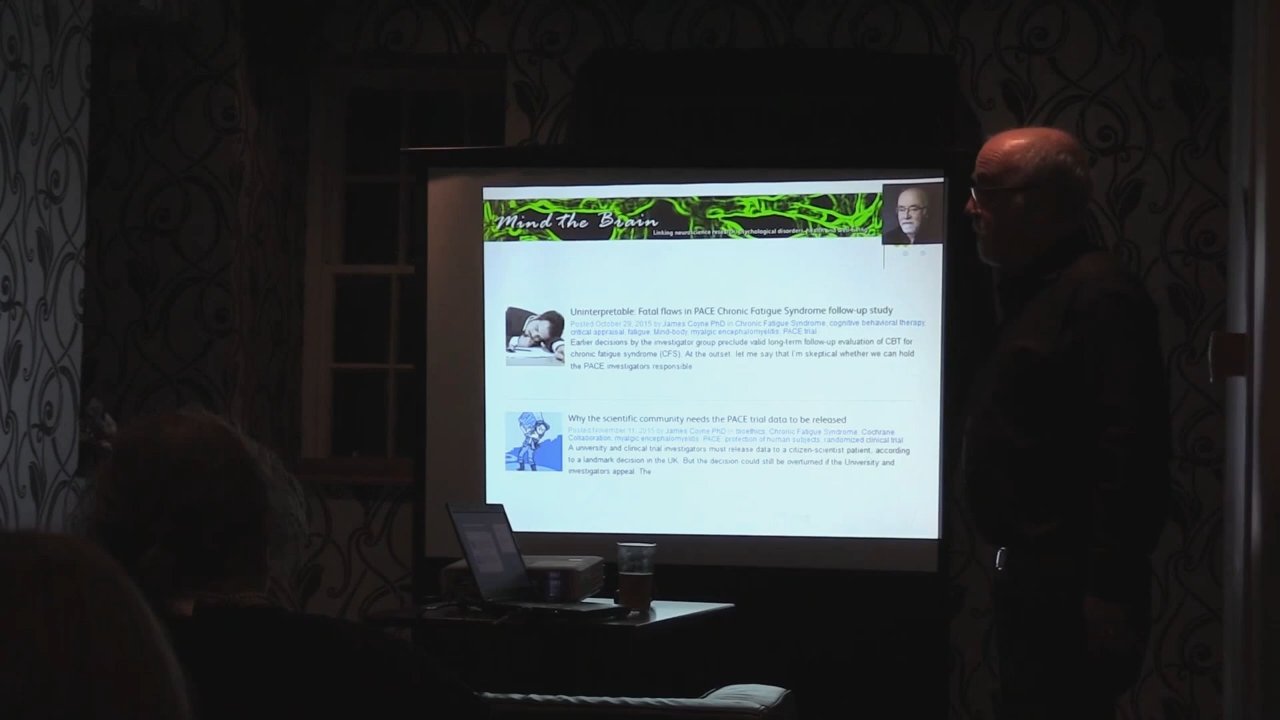 Mind the Brain
Linking neuroscience research, psychological disorders, health and well-being
Uninterpretable: Fatal flaws in PACE Chronic Fatigue Syndrome follow-up study
Posted October 29, 2015 by James Coyne PhD in Chronic Fatigue Syndrome, cognitive behavioral therapy,
critical appraisal, fatigue, Mind-body, myalgic encephalomyelitis, PACE trial
Earlier decisions by the investigator group preclude valid long-term follow-up evaluation of CBT for
chronic fatigue syndrome (CFS). At the outset, let me say that I'm skeptical whether we can hold
the PACE investigators responsible
Why the scientific community needs the PACE trial data to be released
Posted November 11, 2015 by James Coyne PhD in bioethics, Chronic Fatigue Syndrome, Cochrane
Collaboration, myalgic encephalomyelitis, PACE, protection of human subjects, randomized clinical trial
A university and clinical trial investigators must release data to a citizen-scientist patient, according
to a landmark decision in the UK. But the decision could still be overturned if the University and
investigators appeal. The